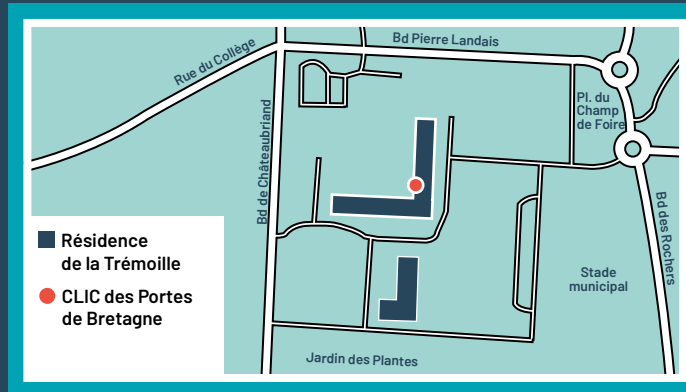 Bd Pierre Landais
Rue du Collège
Pl. du
Champ
de Foire
Bd de Châteaubriand
Bd des Rochers
Résidence
de la Trémoille
CLIC des Portes
de Bretagne
Stade
municipal
Jardin des Plantes